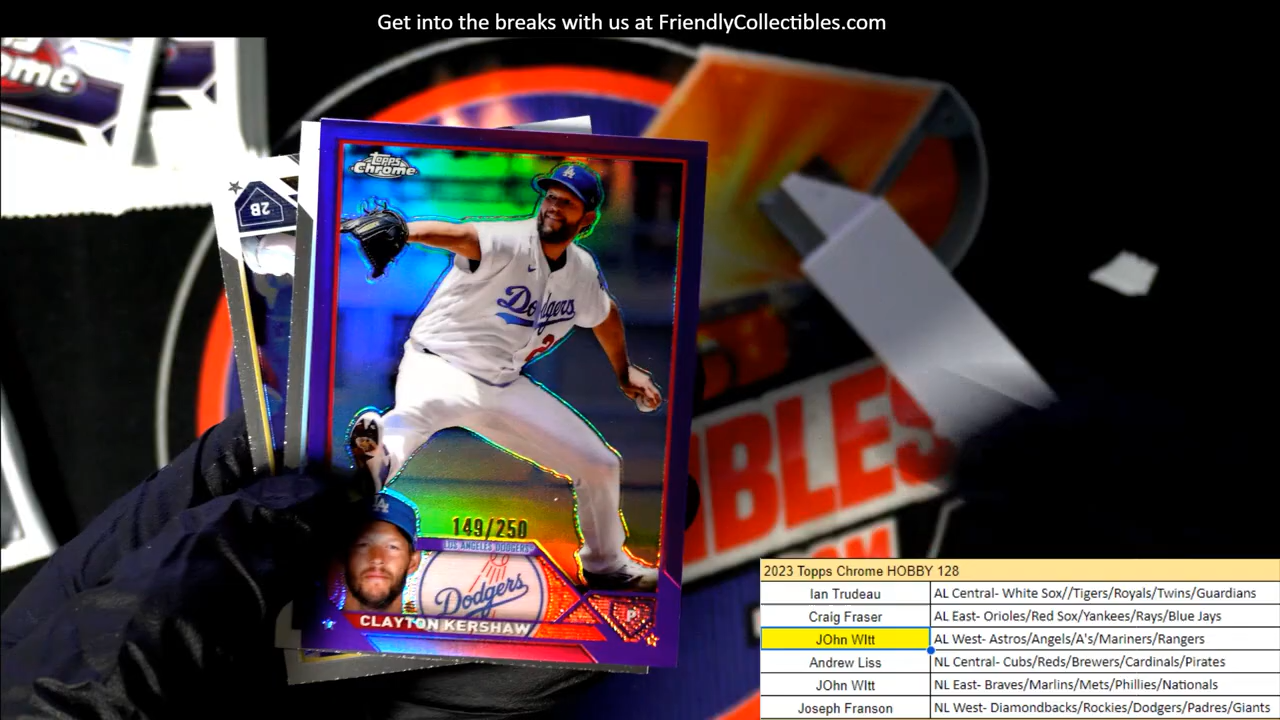 Get into the breaks with us at FriendlyCollectibles.com
ome
2B
Topps
Chrome
Dodgers
2
149/250
LOS ANGELES DODGERS
Dodgers
CLAYTON KERSHAW
P
IBLES
2023 Topps Chrome HOBBY 128
Ian Trudeau AL Central- White Sox//Tigers/Royals/Twins/Guardians
Craig Fraser AL East- Orioles/Red Sox/Yankees/Rays/Blue Jays
JOhn WItt AL West- Astros/Angels/A's/Mariners/Rangers
Andrew Liss NL Central- Cubs/Reds/Brewers/Cardinals/Pirates
JOhn WItt NL East- Braves/Marlins/Mets/Phillies/Nationals
Joseph Franson NL West- Diamondbacks/Rockies/Dodgers/Padres/Giants